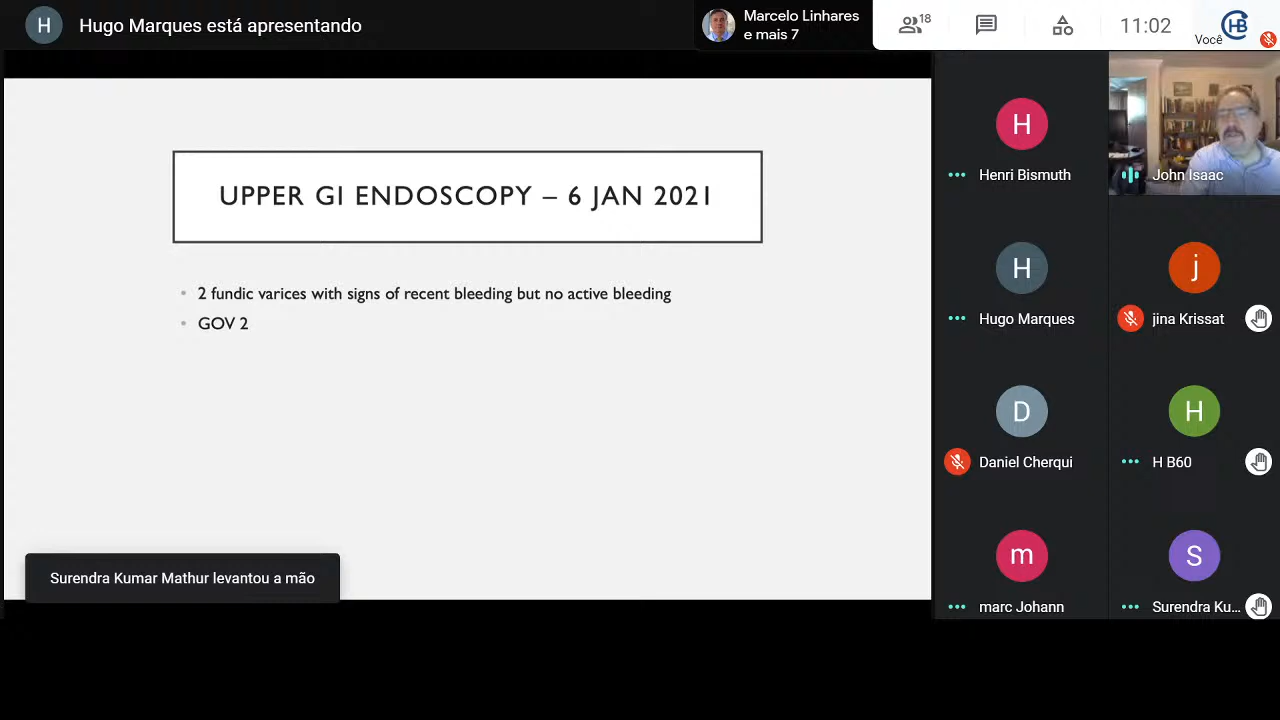 H
Hugo Marques está apresentando
Marcelo Linhares
e mais 7
18
11:02
Você
HB
UPPER GI ENDOSCOPY – 6 JAN 2021
• 2 fundic varices with signs of recent bleeding but no active bleeding
• GOV 2
Surendra Kumar Mathur levantou a mão
H
Henri Bismuth
John Isaac
H
Hugo Marques
j
jina Krissat
D
Daniel Cherqui
H
H B60
m
marc Johann
S
Surendra Ku...